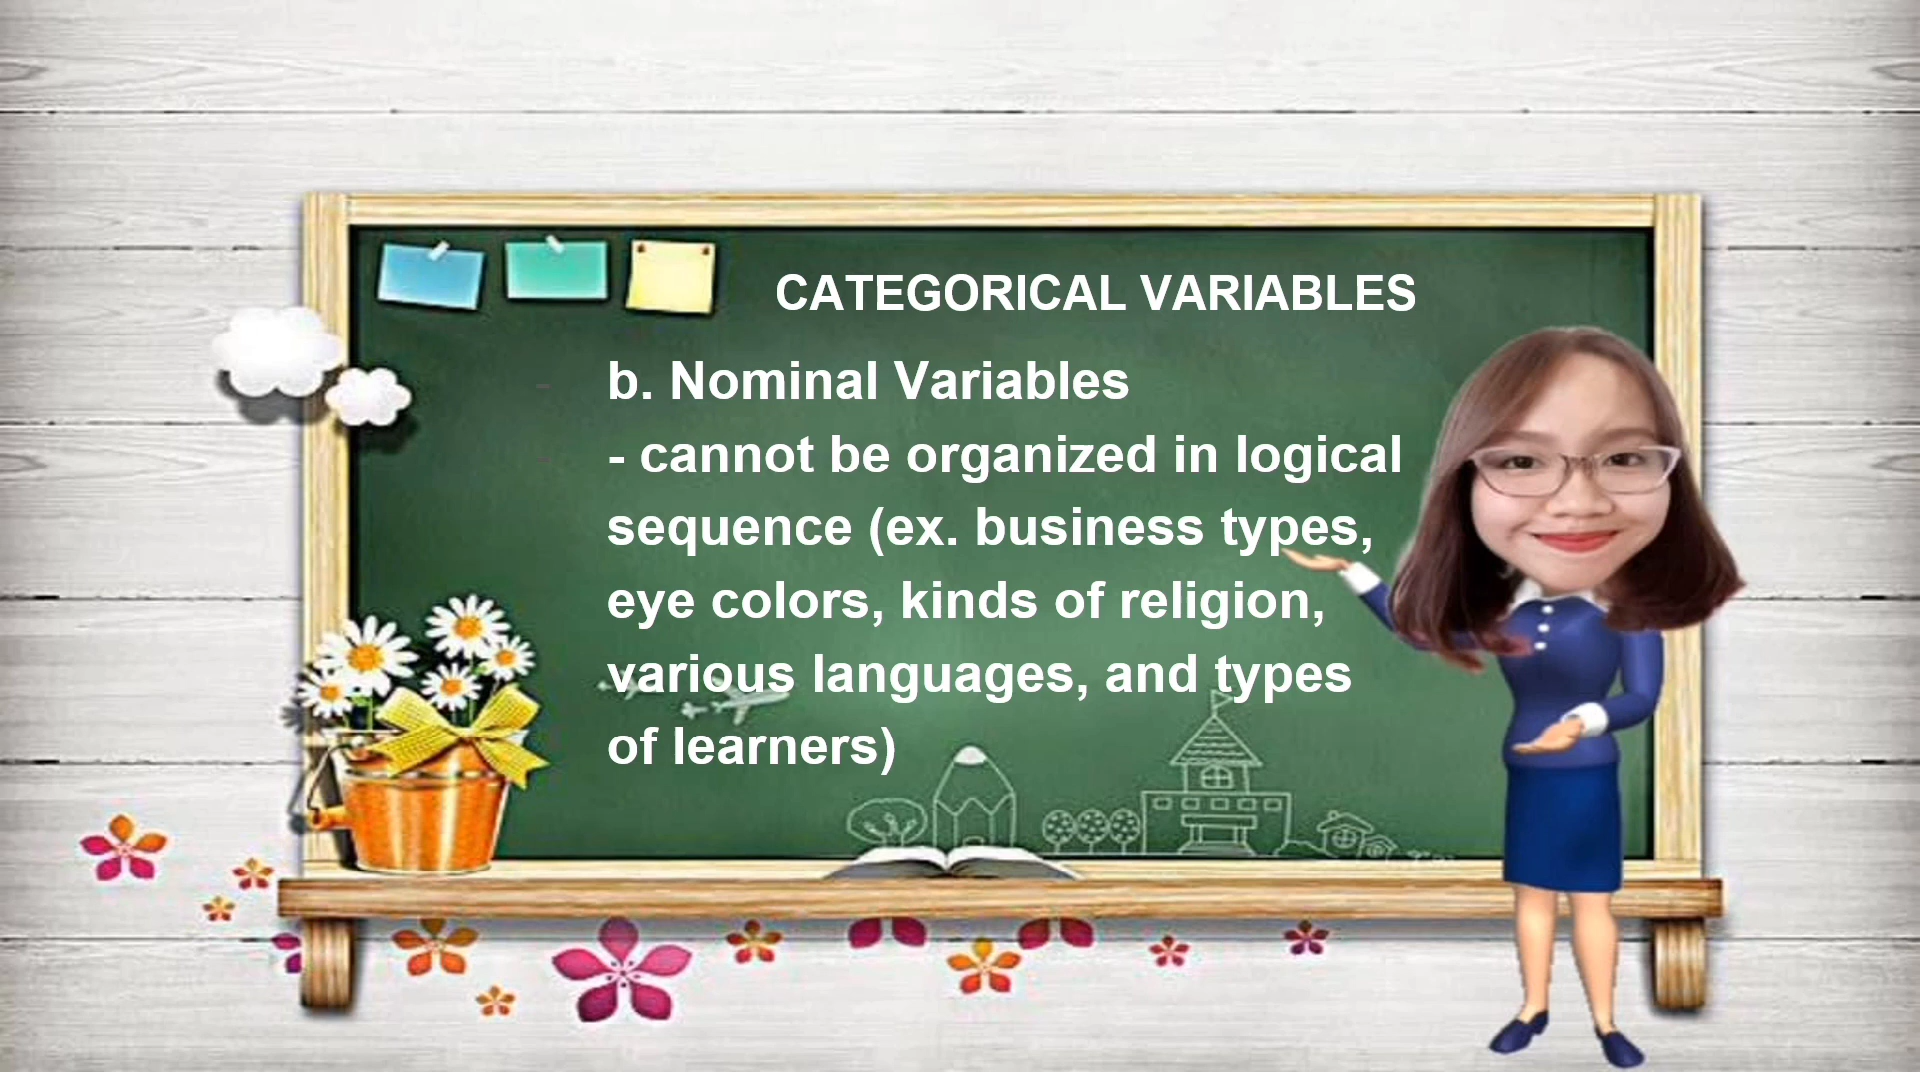 CATEGORICAL VARIABLES
b. Nominal Variables
- cannot be organized in logical
sequence (ex. business types,
eye colors, kinds of religion,
various languages, and types
of learners)